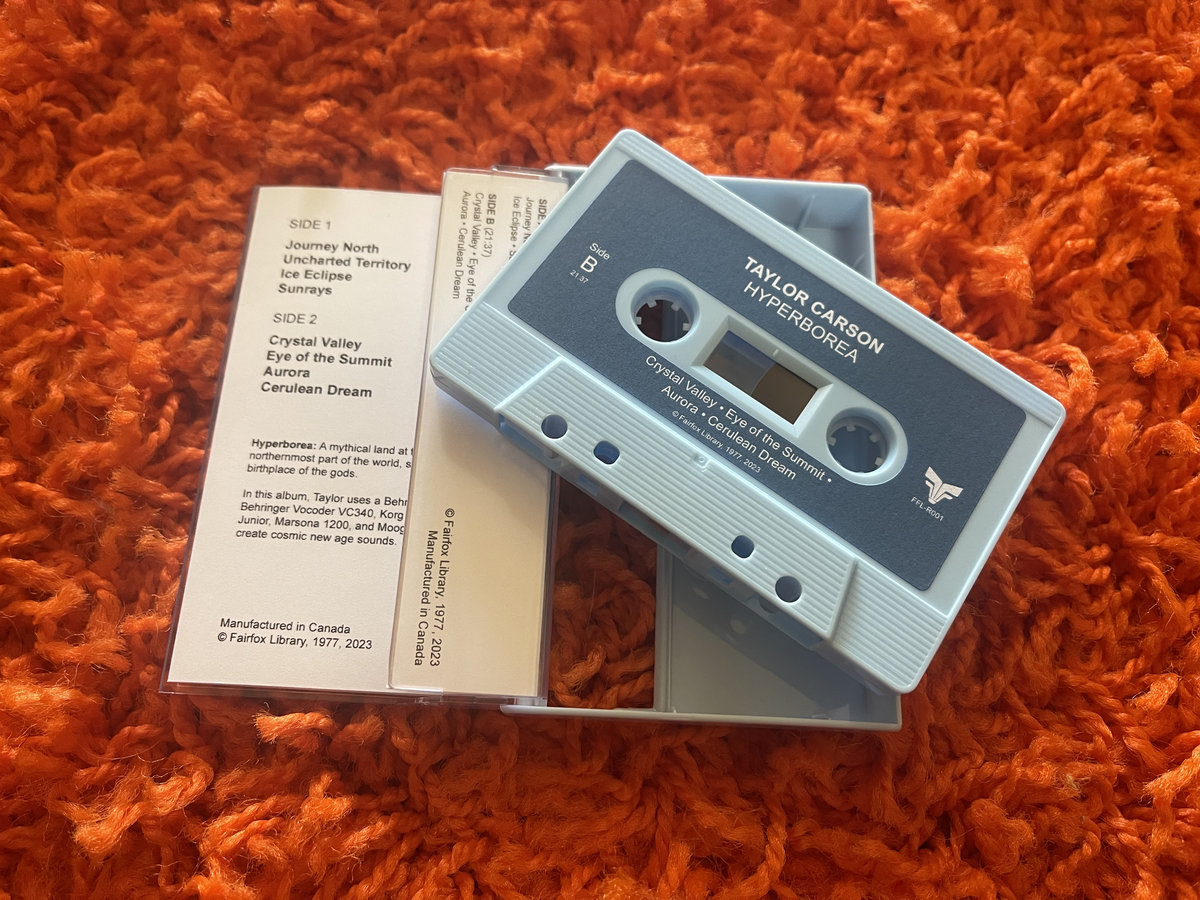 SIDE 1
Journey North
Uncharted Territory
Ice Eclipse
Sunrays
SIDE 2
Crystal Valley
Eye of the Summit
Aurora
Cerulean Dream
Hyperborea: A mythical land at
northernmost part of the world,
birthplace of the gods.
In this album, Taylor uses a
Behringer Vocoder VC340, Korg
Junior, Marsona 1200, and
create cosmic new age sounds.
Manufactured in Canada
© Fairfox Library, 1977, 2023
SIDE
Journey
Ice Eclipse •
SIDE B (21:37)
Crystal Valley • Eye of the
Aurora • Cerulean Dream
© Fairfox Library, 1977, 2023
Manufactured in Canada
Side
B
21:37
TAYLOR CARSON
HYPERBOREA
Crystal Valley • Eye of the Summit •
Aurora • Cerulean Dream
© Fairfox Library, 1977, 2023
FFL-R001